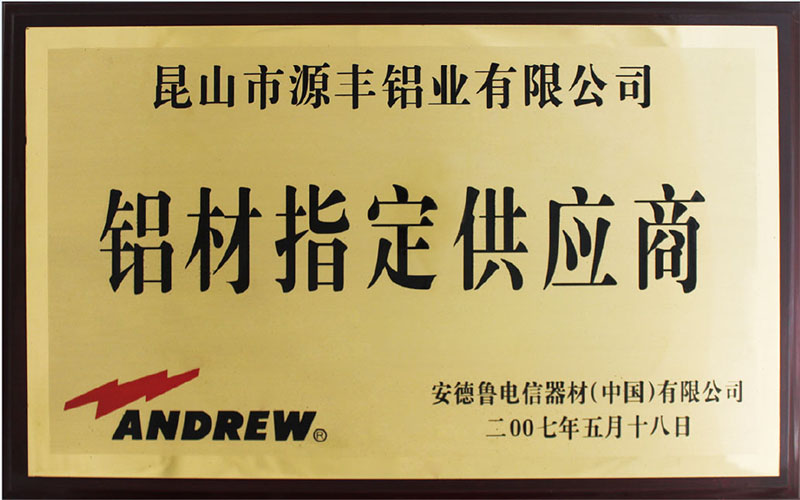 昆山市源丰铝业有限公司
铝材指定供应商
ANDREW®
安德鲁电信器材(中国)有限公司
二00七年五月十八日